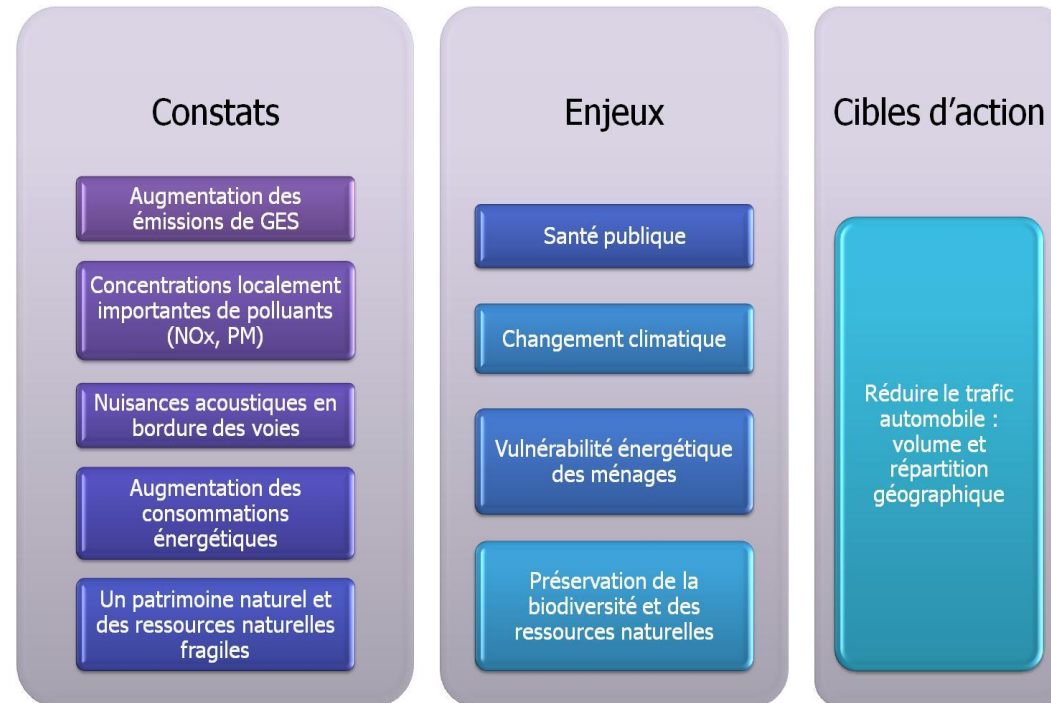 Constats
Augmentation des
émissions de GES
Concentrations localement
importantes de polluants
(NOx, PM)
Nuisances acoustiques en
bordure des voies
Augmentation des
consommations
énergétiques
Un patrimoine naturel et
des ressources naturelles
fragiles
Enjeux
Santé publique
Changement climatique
Vulnérabilité énergétique
des ménages
Préservation de la
biodiversité et des
ressources naturelles
Cibles d'action
Réduire le trafic
automobile :
volume et
répartition
géographique